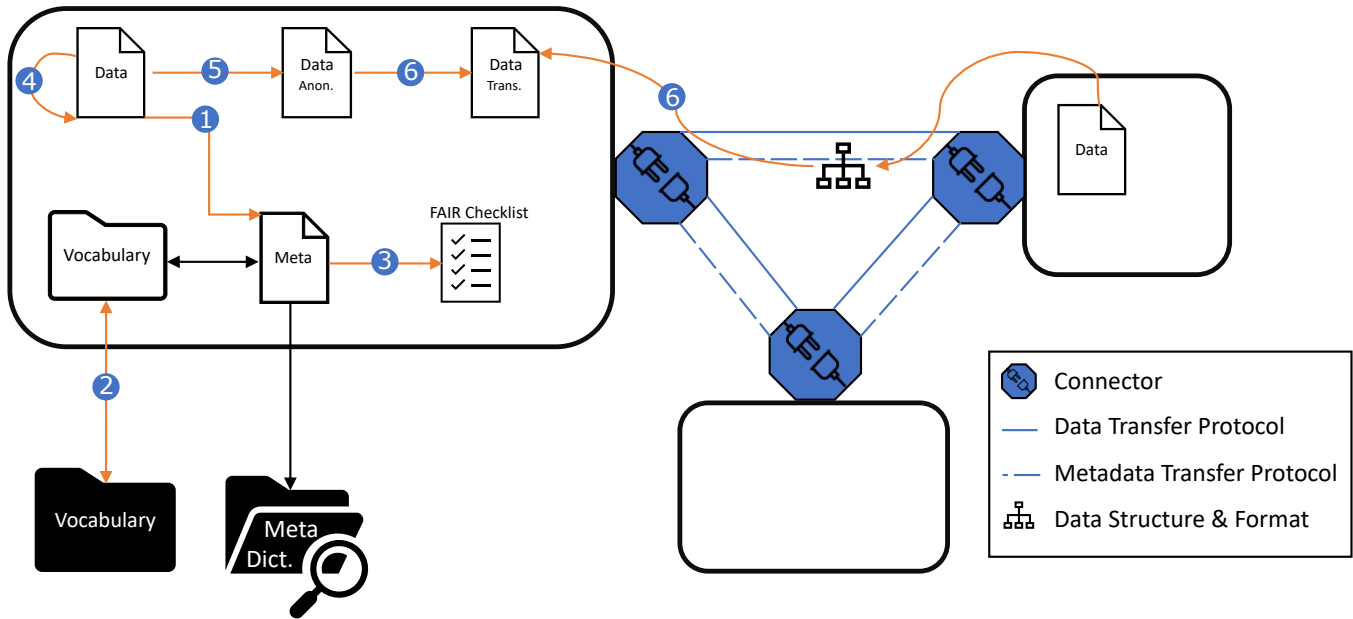 Data
Data
Anon.
Data
Trans.
4
5
6
1
6
Data
FAIR Checklist
Vocabulary
Meta
3
2
Vocabulary
Meta
Dict.
Connector
Data Transfer Protocol
Metadata Transfer Protocol
Data Structure & Format